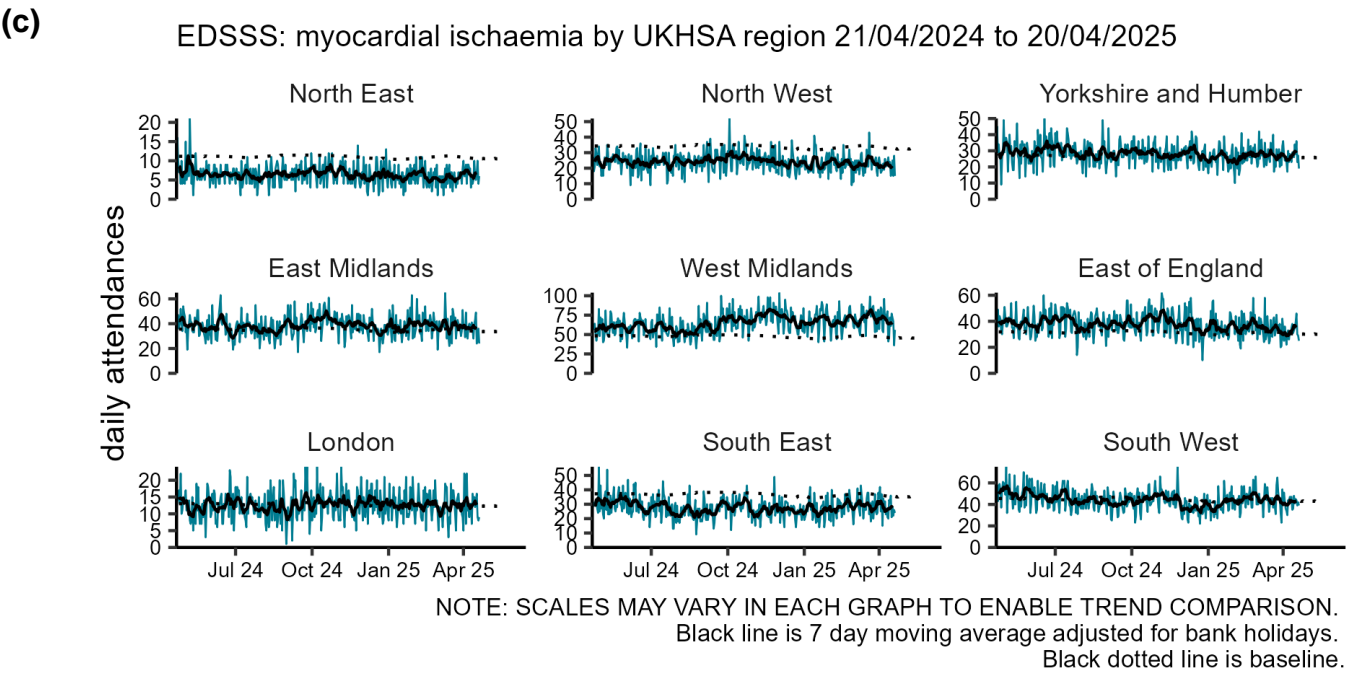 (c)
EDSSS: myocardial ischaemia by UKHSA region 21/04/2024 to 20/04/2025
daily attendances
North East
20
15
10
5
0
North West
50
40
30
20
10
0
Yorkshire and Humber
50
40
30
20
10
0
East Midlands
60
40
20
0
West Midlands
100
75
50
25
0
East of England
60
40
20
0
London
20
15
10
5
0
Jul 24 Oct 24 Jan 25 Apr 25
South East
50
40
30
20
10
0
Jul 24 Oct 24 Jan 25 Apr 25
South West
60
40
20
0
Jul 24 Oct 24 Jan 25 Apr 25
NOTE: SCALES MAY VARY IN EACH GRAPH TO ENABLE TREND COMPARISON.
Black line is 7 day moving average adjusted for bank holidays.
Black dotted line is baseline.